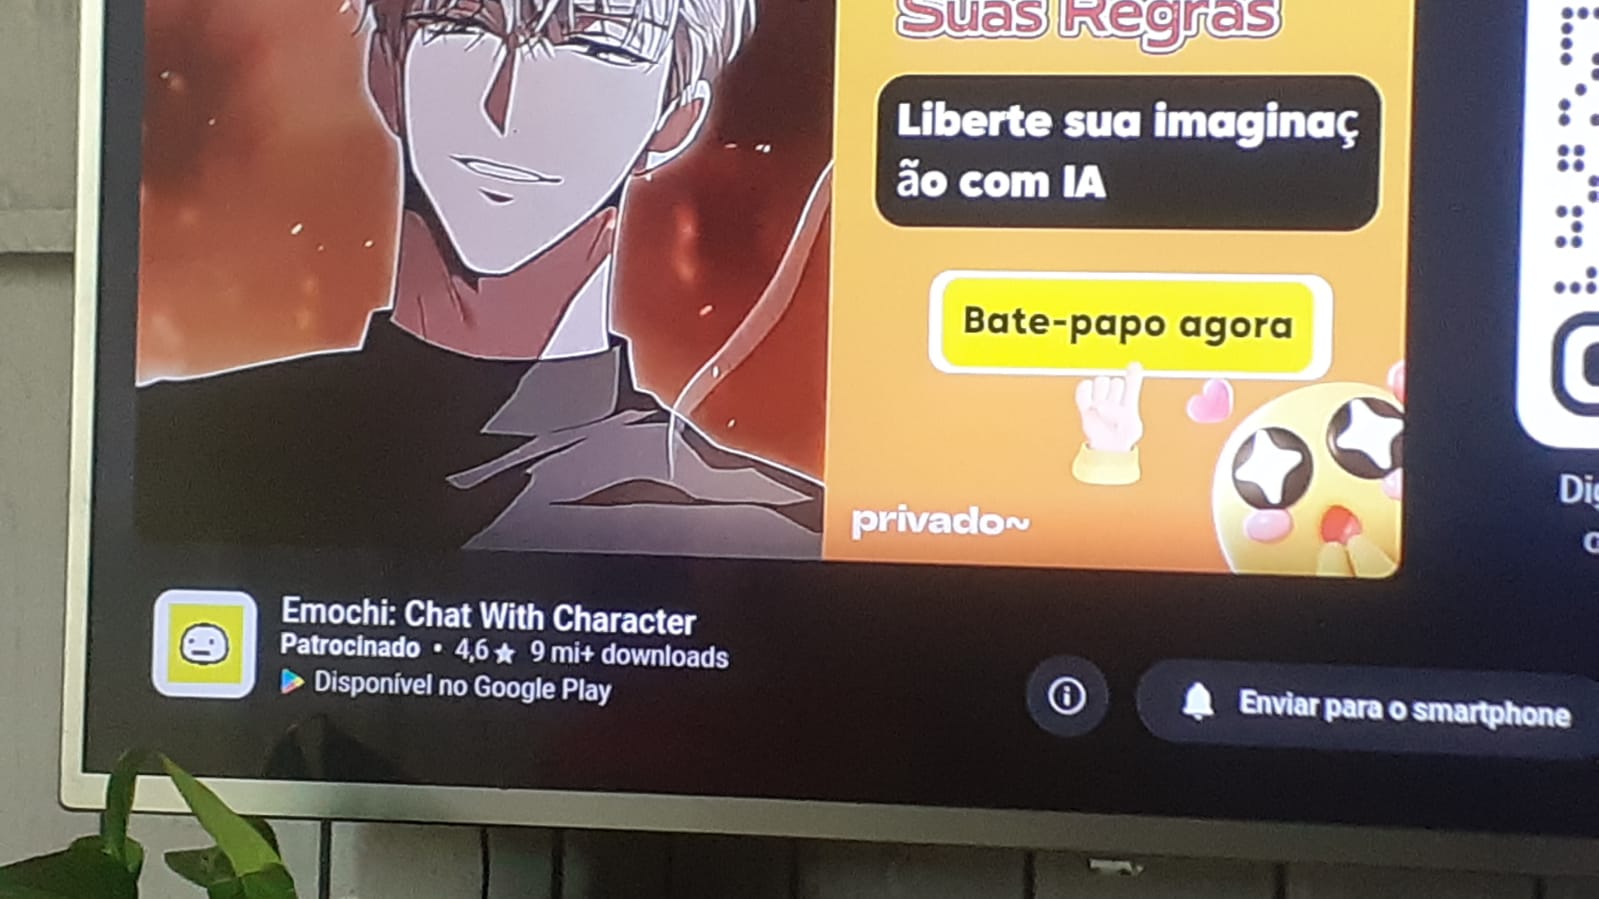 Suas Regras
Liberte sua imaginaç
ão com IA
Bate-papo agora
privado~
Emochi: Chat With Character
Patrocinado • 4,6★ 9 mi+ downloads
Disponível no Google Play
Enviar para o smartphone